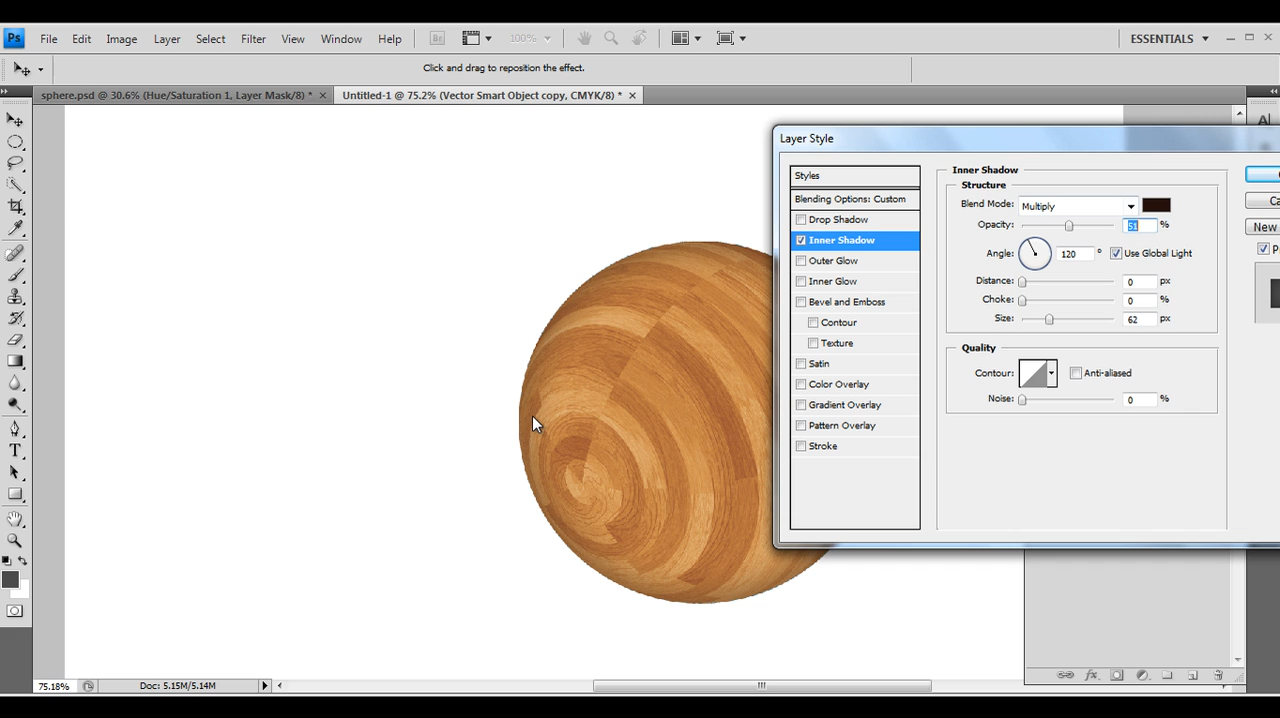 Ps File Edit Image Layer Select Filter View Window Help Br 100% ESSENTIALS
Click and drag to reposition the effect.
sphere.psd @ 30.6% (Hue/Saturation 1, Layer Mask/8) * × Untitled-1 @ 75.2% (Vector Smart Object copy, CMYK/8) * ×
Layer Style
Styles
Blending Options: Custom
Drop Shadow
Inner Shadow
Outer Glow
Inner Glow
Bevel and Emboss
Contour
Texture
Satin
Color Overlay
Gradient Overlay
Pattern Overlay
Stroke
Inner Shadow
Structure
Blend Mode: Multiply
Opacity: 51 %
Angle: 120 ° Use Global Light
Distance: 0 px
Choke: 0 %
Size: 62 px
Quality
Contour: Anti-aliased
Noise: 0 %
Ca
New
P
A
T
75.18% Doc: 5.15M/5.14M
fx